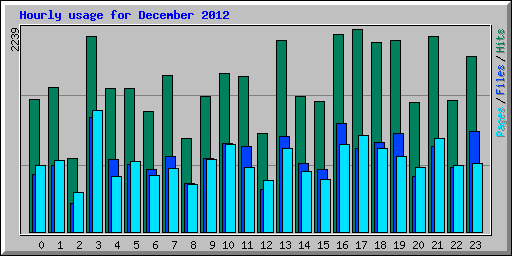 Hourly usage for December 2012
2239
Pages/Files/Hits
0 1 2 3 4 5 6 7 8 9 10 11 12 13 14 15 16 17 18 19 20 21 22 23